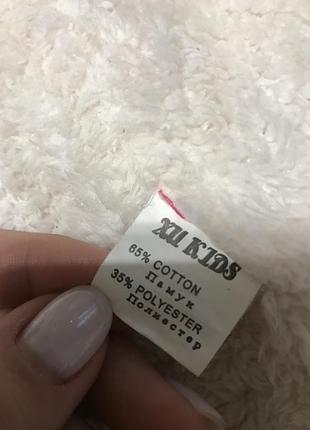 XU KIDS
65% COTTON
Памук
35% POLYESTER
Полиестер